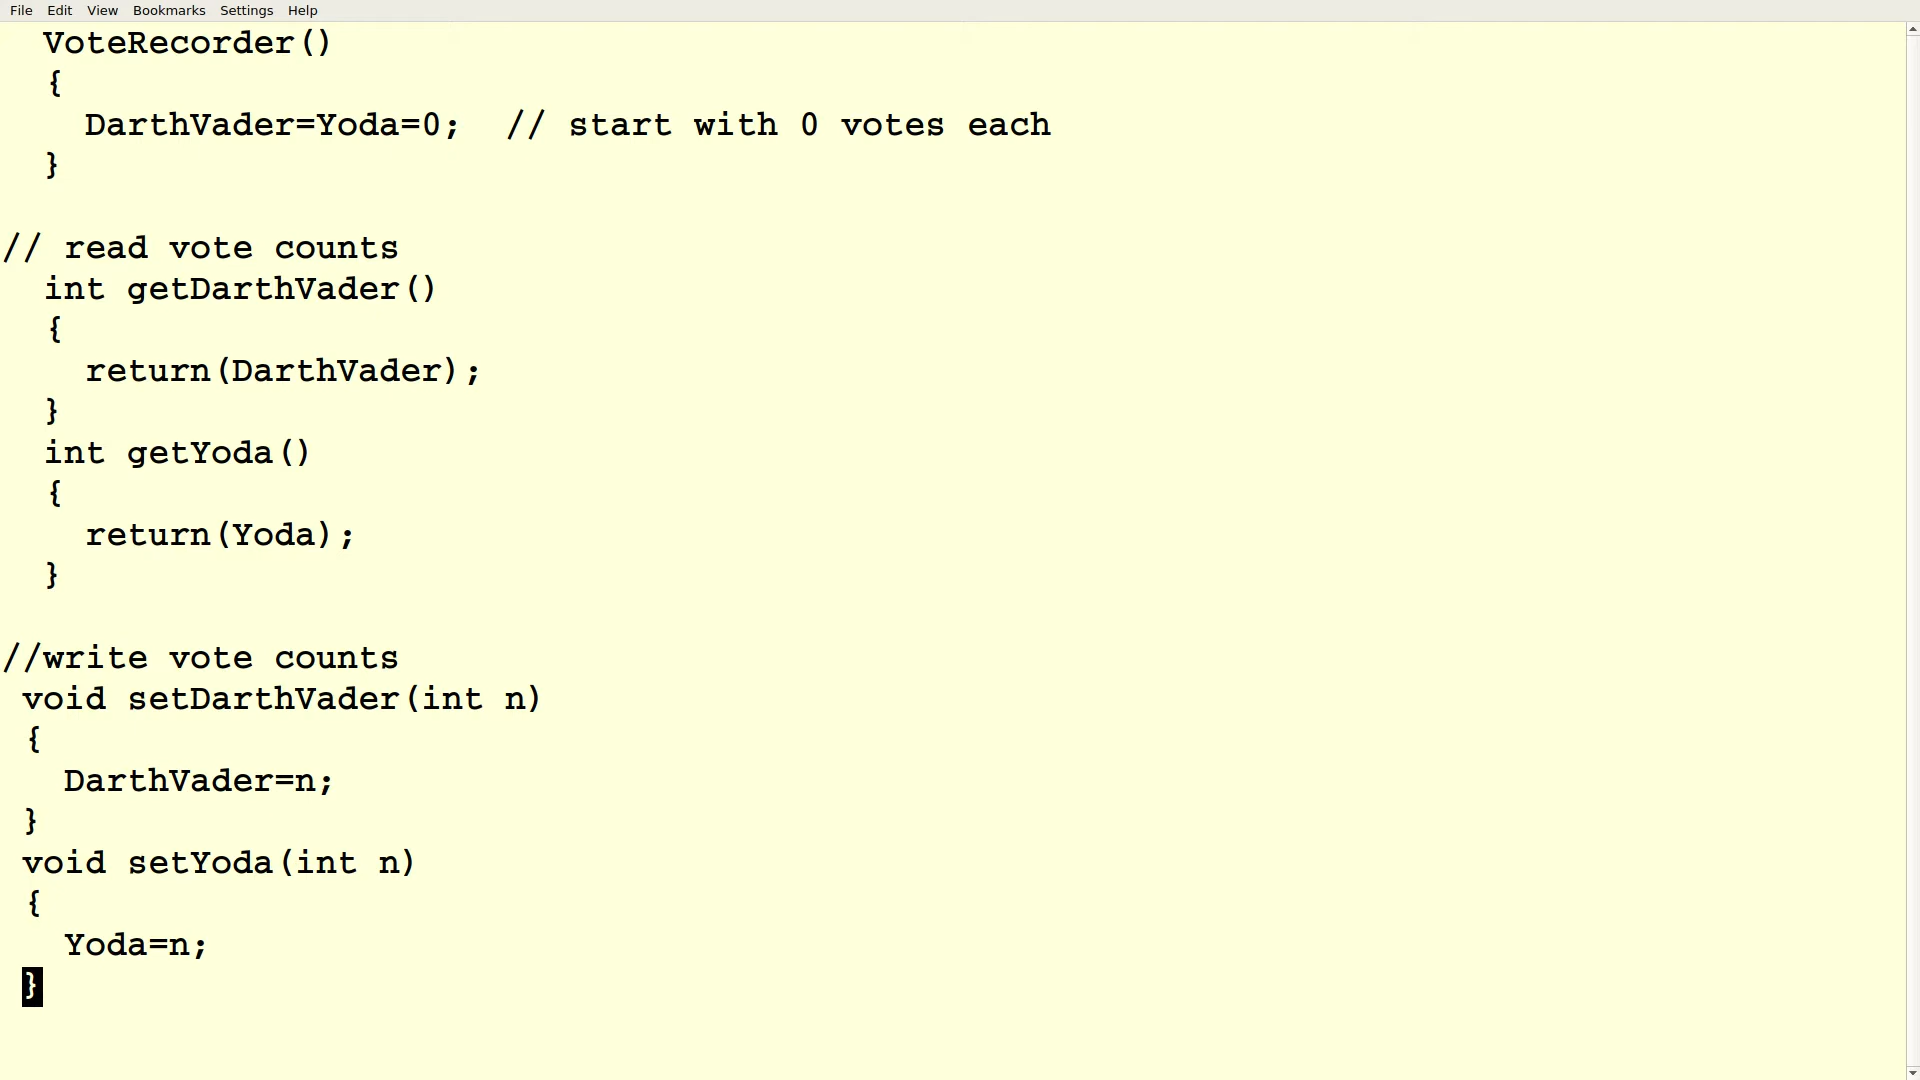 File Edit View Bookmarks Settings Help
VoteRecorder()
{
DarthVader=Yoda=0; // start with 0 votes each
}
// read vote counts
int getDarthVader()
{
return(DarthVader);
}
int getYoda()
{
return(Yoda);
}
//write vote counts
void setDarthVader(int n)
{
DarthVader=n;
}
void setYoda(int n)
{
Yoda=n;
}